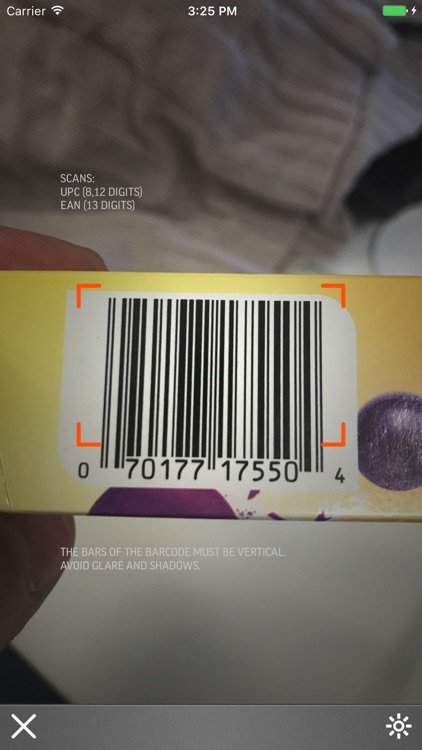 Carrier 3:25 PM
SCANS:
UPC (8,12 DIGITS)
EAN (13 DIGITS)
0 70177 17550 4
THE BARS OF THE BARCODE MUST BE VERTICAL.
AVOID GLARE AND SHADOWS.